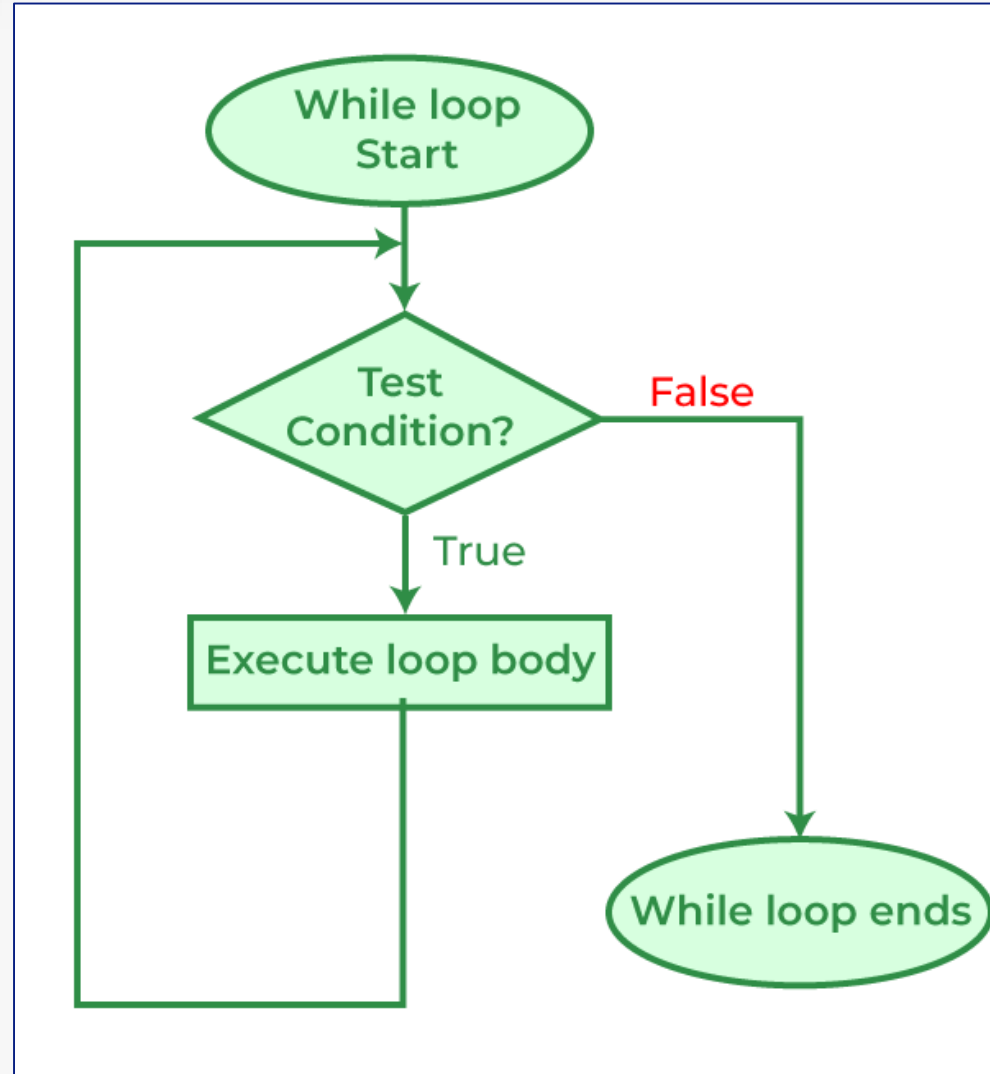 While loop
Start
Test
Condition?
False
True
Execute loop body
While loop ends